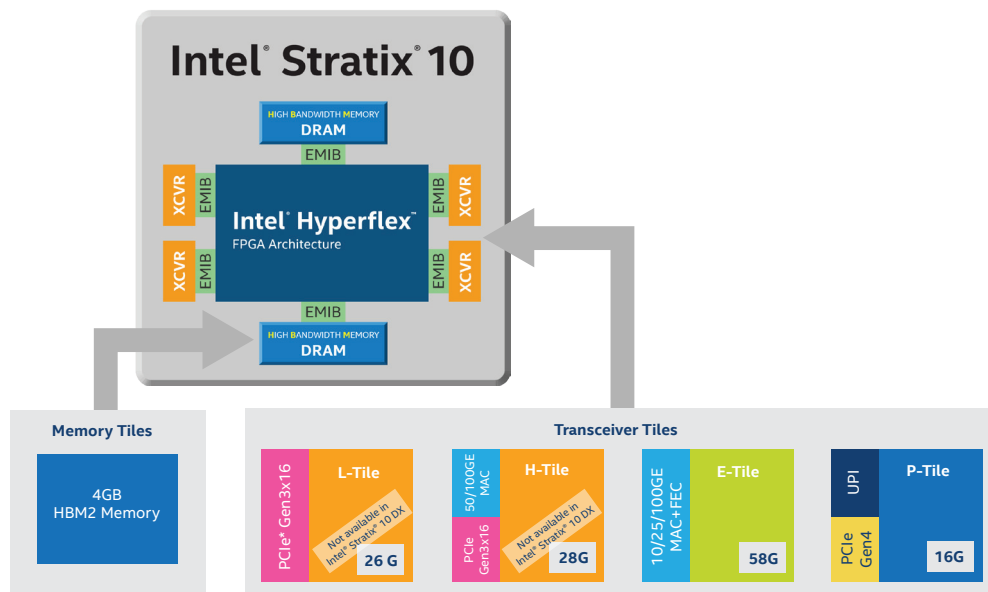 Intel® Stratix® 10
HIGH BANDWIDTH MEMORY
DRAM
EMIB
XCVR
EMIB
EMIB
XCVR
Intel® Hyperflex™
FPGA Architecture
XCVR
EMIB
EMIB
XCVR
EMIB
HIGH BANDWIDTH MEMORY
DRAM
Memory Tiles
4GB
HBM2 Memory
Transceiver Tiles
PCIe* Gen3x16
L-Tile
Not available in
Intel® Stratix® 10 DX
26 G
50/100GE
MAC
PCIe
Gen3x16
H-Tile
Not available in
Intel® Stratix® 10 DX
28G
10/25/100GE
MAC+FEC
E-Tile
58G
UPI
PCIe
Gen4
P-Tile
16G